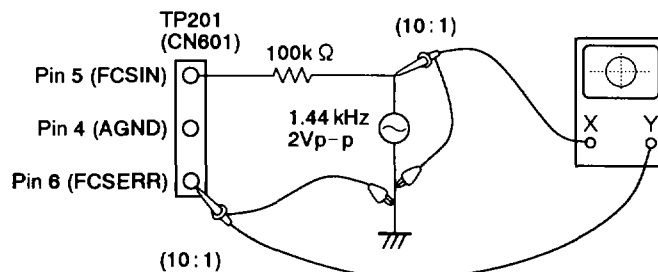 TP201
(CN601)
(10 : 1)
100k Ω
Pin 5 (FCSIN)
1.44 kHz
2Vp-p
Pin 4 (AGND)
X
Y
Pin 6 (FCSERR)
(10 : 1)